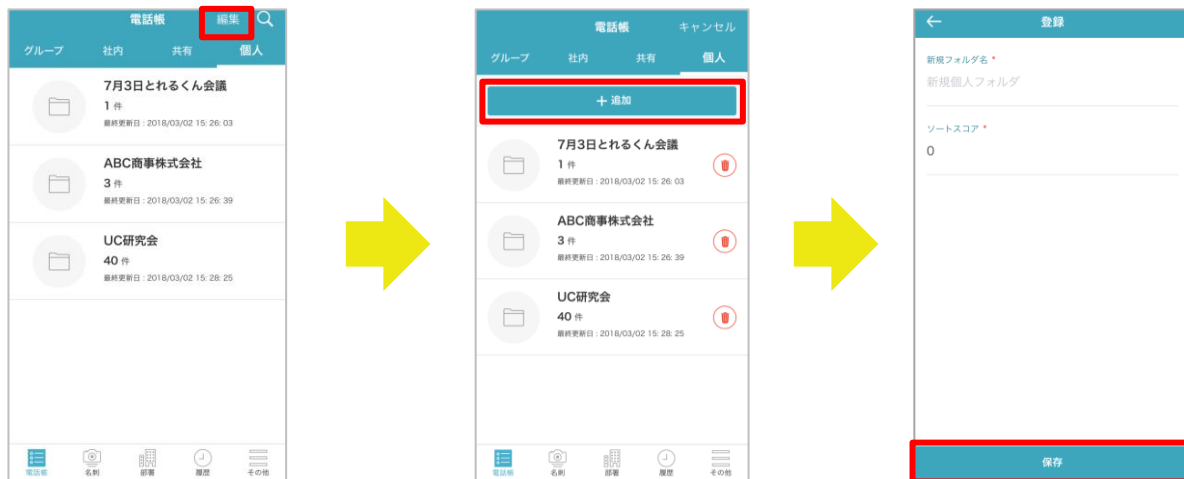 電話帳 編集
グループ 社内 共有 個人
7月3日とれるくん会議
1 件
最終更新日 : 2018/03/02 15: 26: 03
ABC商事株式会社
3 件
最終更新日 : 2018/03/02 15: 26: 39
UC研究会
40 件
最終更新日 : 2018/03/02 15: 28: 25
電話帳 名刺 部署 履歴 その他
電話帳 キャンセル
グループ 社内 共有 個人
＋ 追加
7月3日とれるくん会議
1 件
最終更新日 : 2018/03/02 15: 26: 03
ABC商事株式会社
3 件
最終更新日 : 2018/03/02 15: 26: 39
UC研究会
40 件
最終更新日 : 2018/03/02 15: 28: 25
電話帳 名刺 部署 履歴 その他
登録
新規フォルダ名 *
新規個人フォルダ
ソートスコア *
0
保存